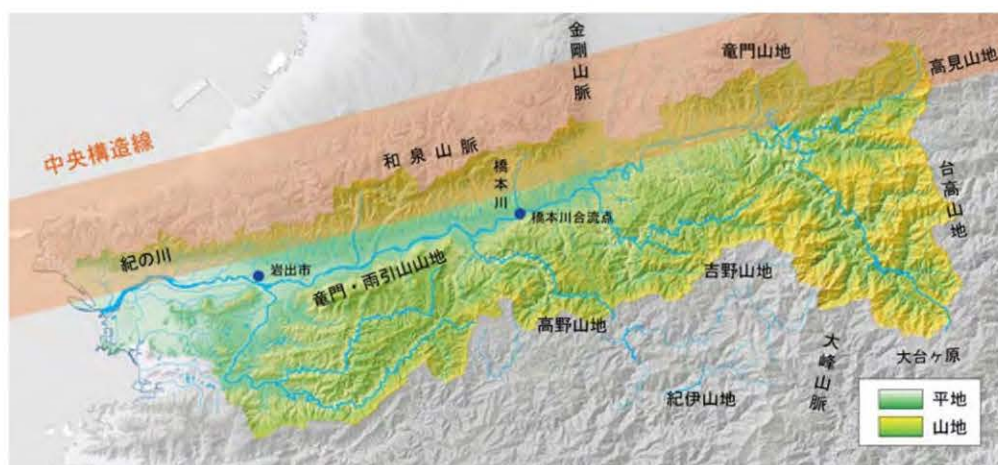 金剛山脈
竜門山地
高見山地
中央構造線
和泉山脈
橋本川
台高山地
橋本川合流点
紀の川
岩出市
竜門・雨引山山地
吉野山地
高野山地
大峰山脈
大台ヶ原
紀伊山地
平地
山地